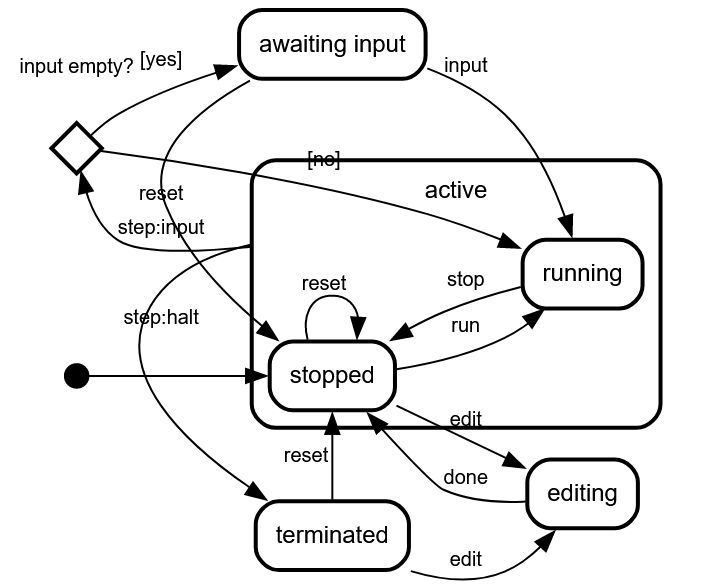 awaiting input
input empty?
[yes]
input
[no]
reset
active
step:input
running
reset
stop
step:halt
run
stopped
edit
reset
done
editing
terminated
edit